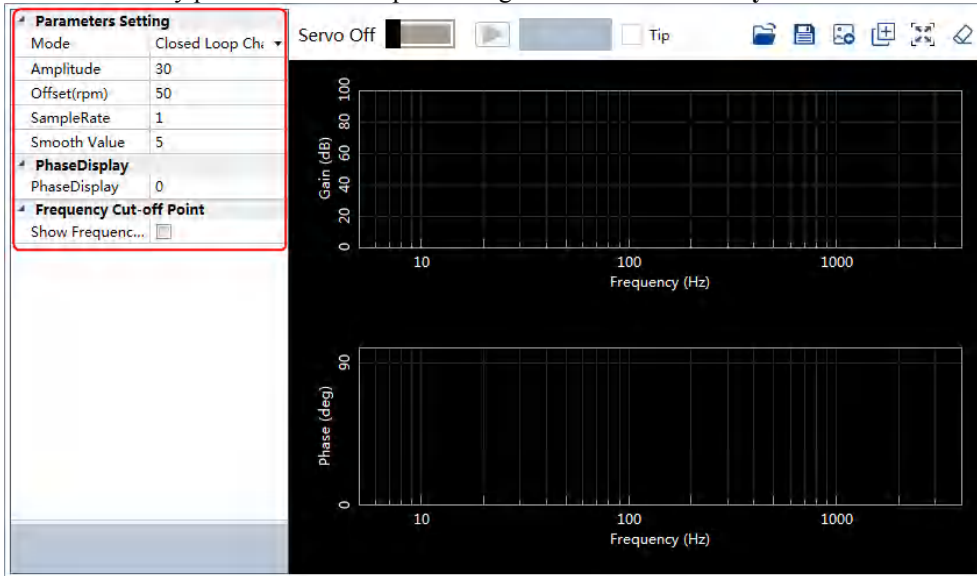 Parameters Setting
Mode Closed Loop Cha
Amplitude 30
Offset(rpm) 50
SampleRate 1
Smooth Value 5
PhaseDisplay
PhaseDisplay 0
Frequency Cut-off Point
Show Frequenc...
Servo Off
Tip
Gain (dB)
100
80
60
40
20
0
10 100 1000
Frequency (Hz)
Phase (deg)
90
0
10 100 1000
Frequency (Hz)